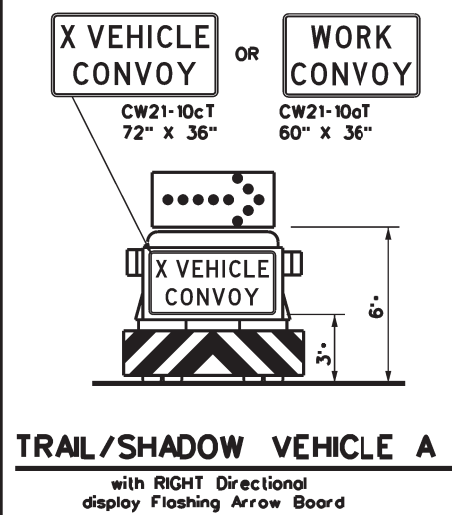 X VEHICLE
CONVOY
OR
WORK
CONVOY
CW21-10cT
72" X 36"
CW21-10aT
60" X 36"
X VEHICLE
CONVOY
6'
3'
TRAIL/SHADOW VEHICLE A
with RIGHT Directional
display Flashing Arrow Board